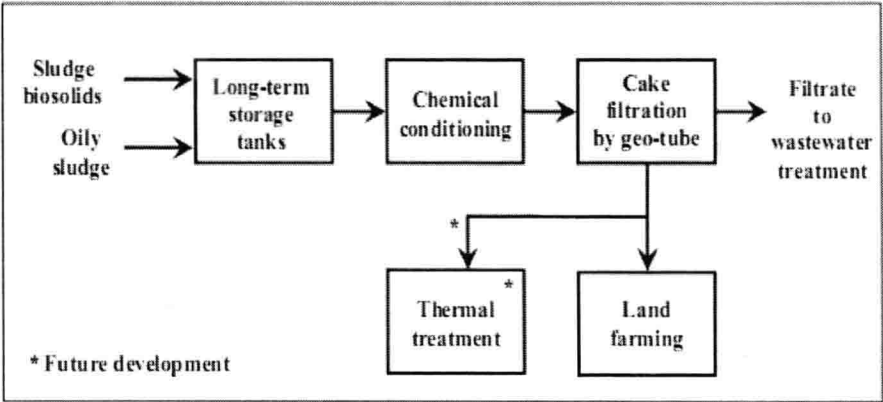 Sludge
biosolids
Oily
sludge
Long-term
storage
tanks
Chemical
conditioning
Cake
filtration
by geo-tube
Filtrate
to
wastewater
treatment
*
Thermal
treatment
*
Land
farming
* Future development